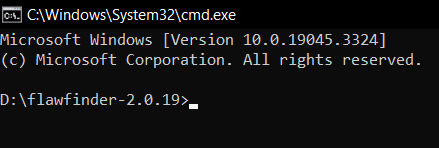 C:\Windows\System32\cmd.exe
Microsoft Windows [Version 10.0.19045.3324]
(c) Microsoft Corporation. All rights reserved.
D:\flawfinder-2.0.19>